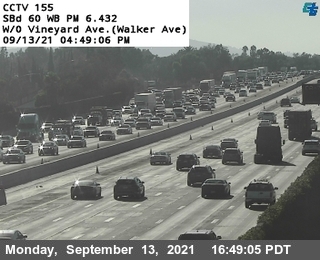 CCTV 155
SBd 60 WB PM 6.432
W/O Vineyard Ave.(Walker Ave)
09/13/21 04:49:06 PM
Monday, September 13, 2021 16:49:05 PDT